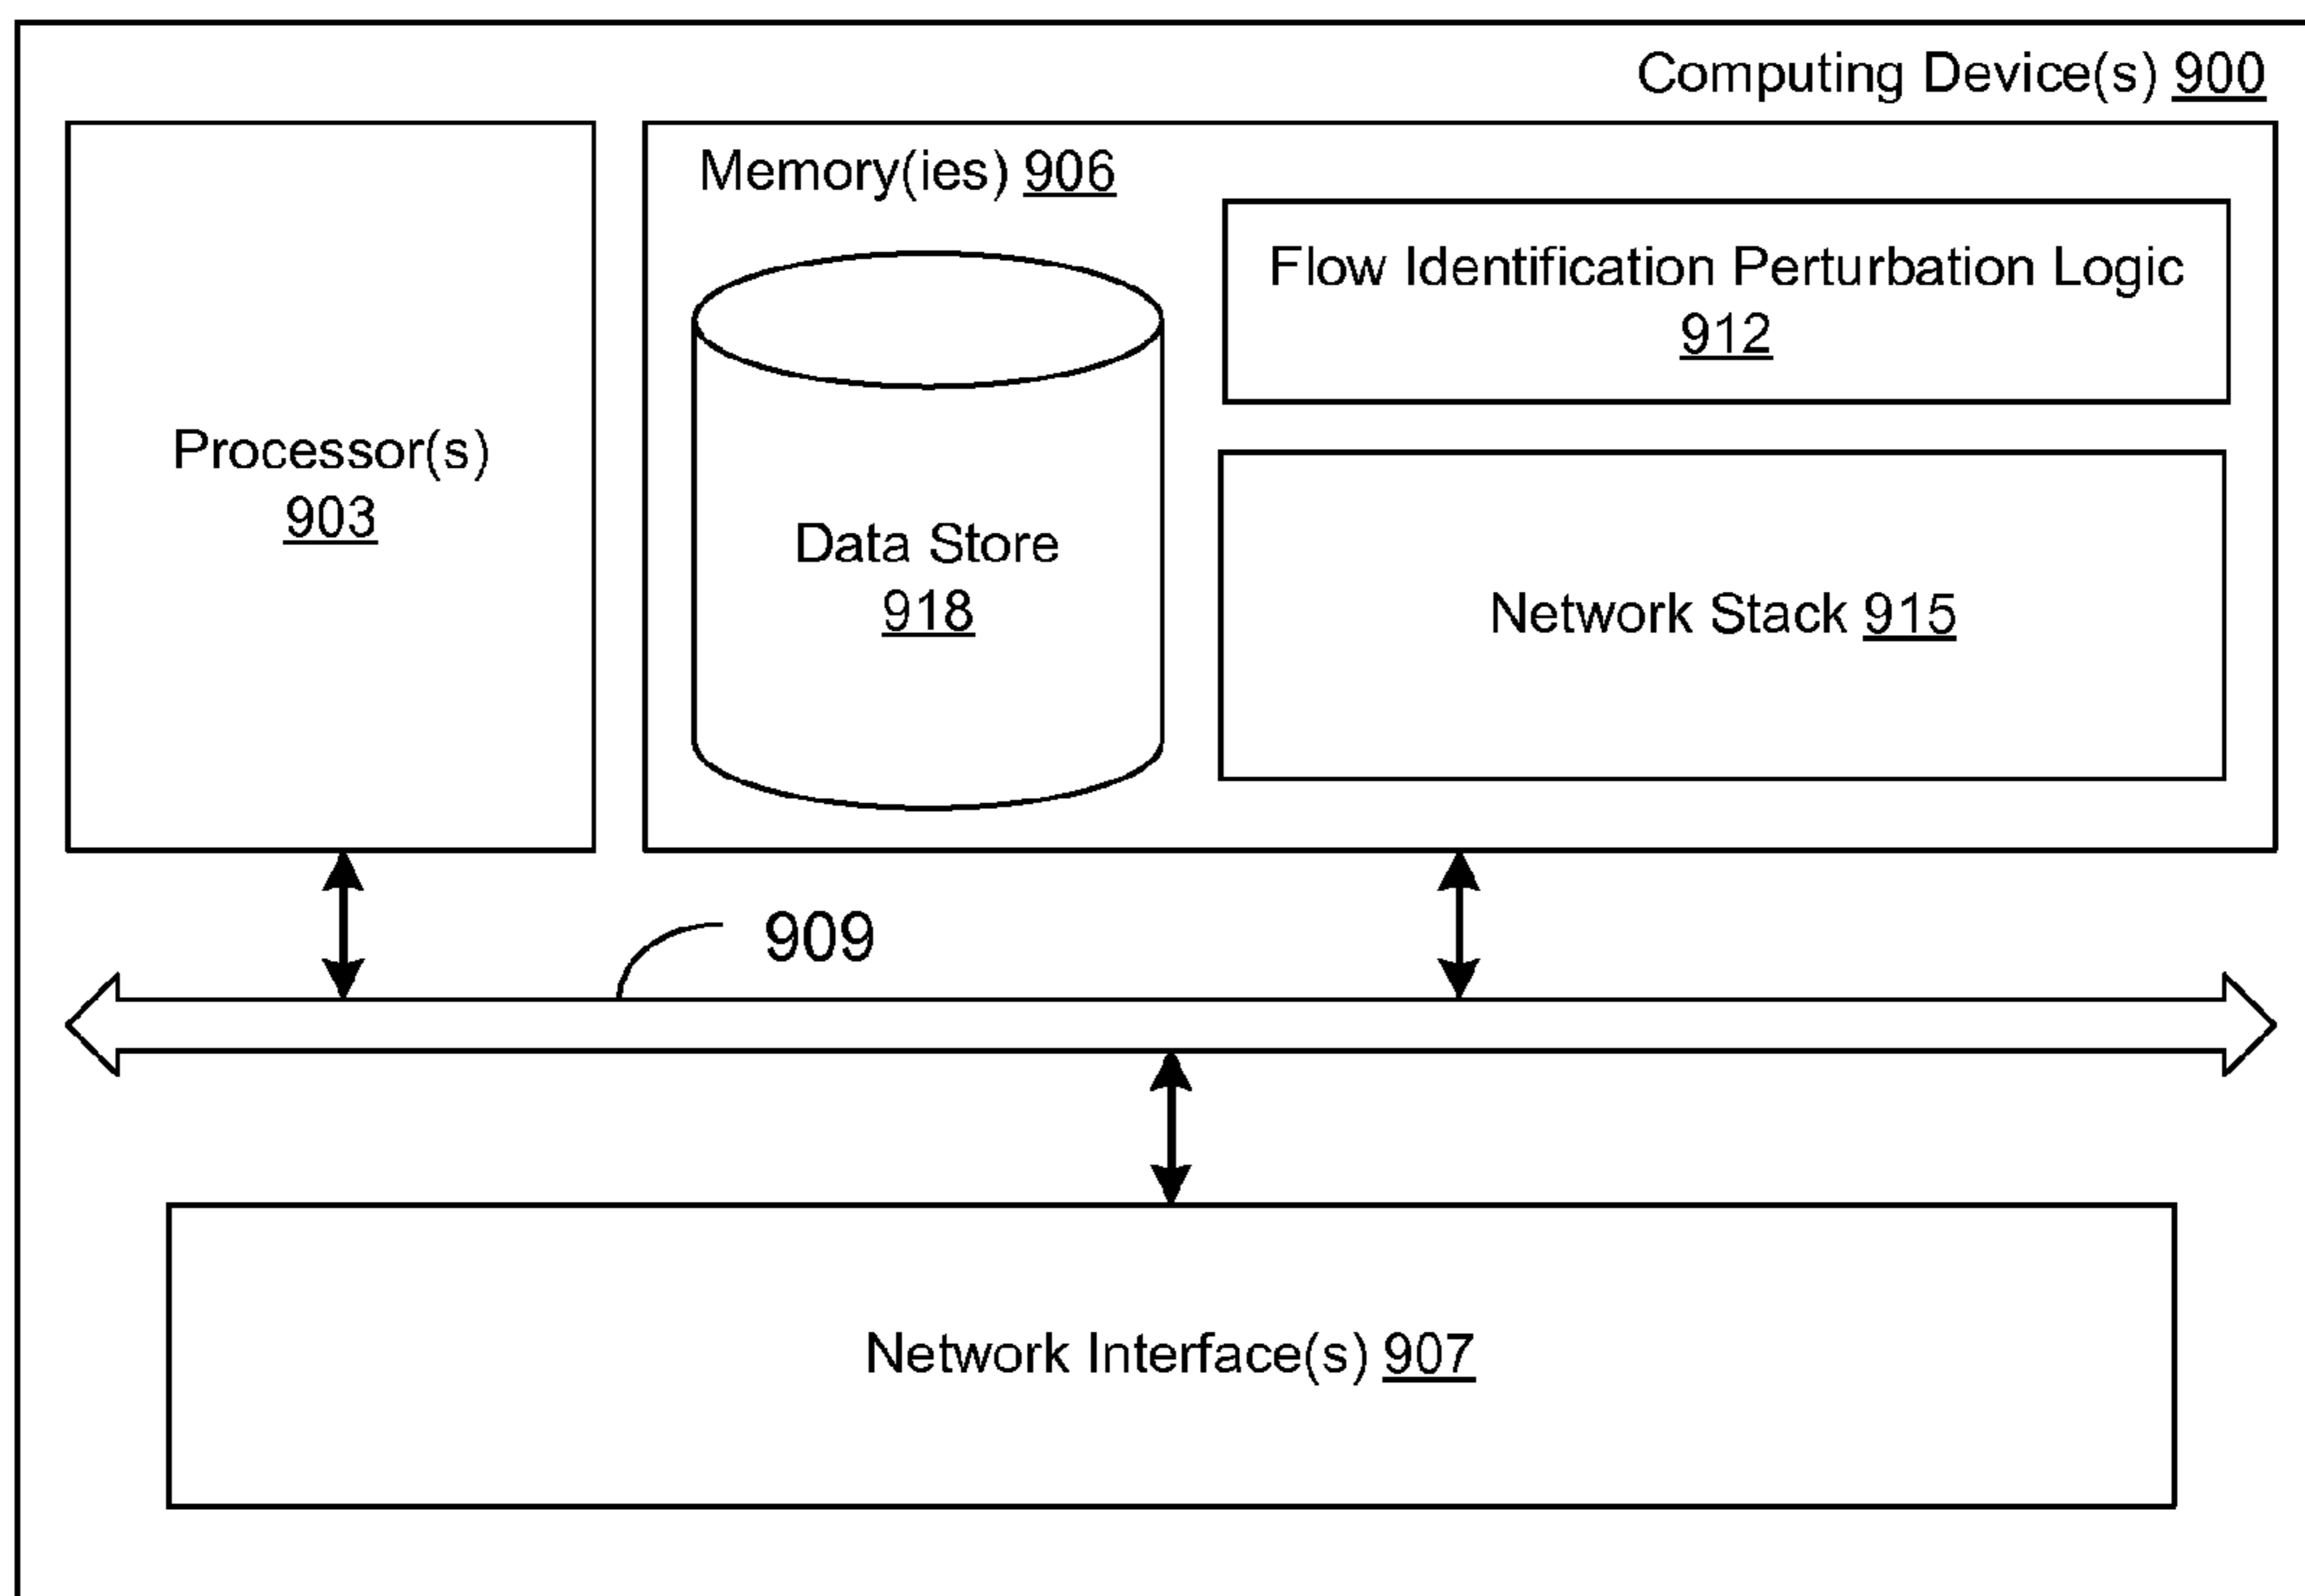 Computing Device(s) 900
Memory(ies) 906
Flow Identification Perturbation Logic
912
Processor(s)
903
Data Store
918
Network Stack 915
909
Network Interface(s) 907